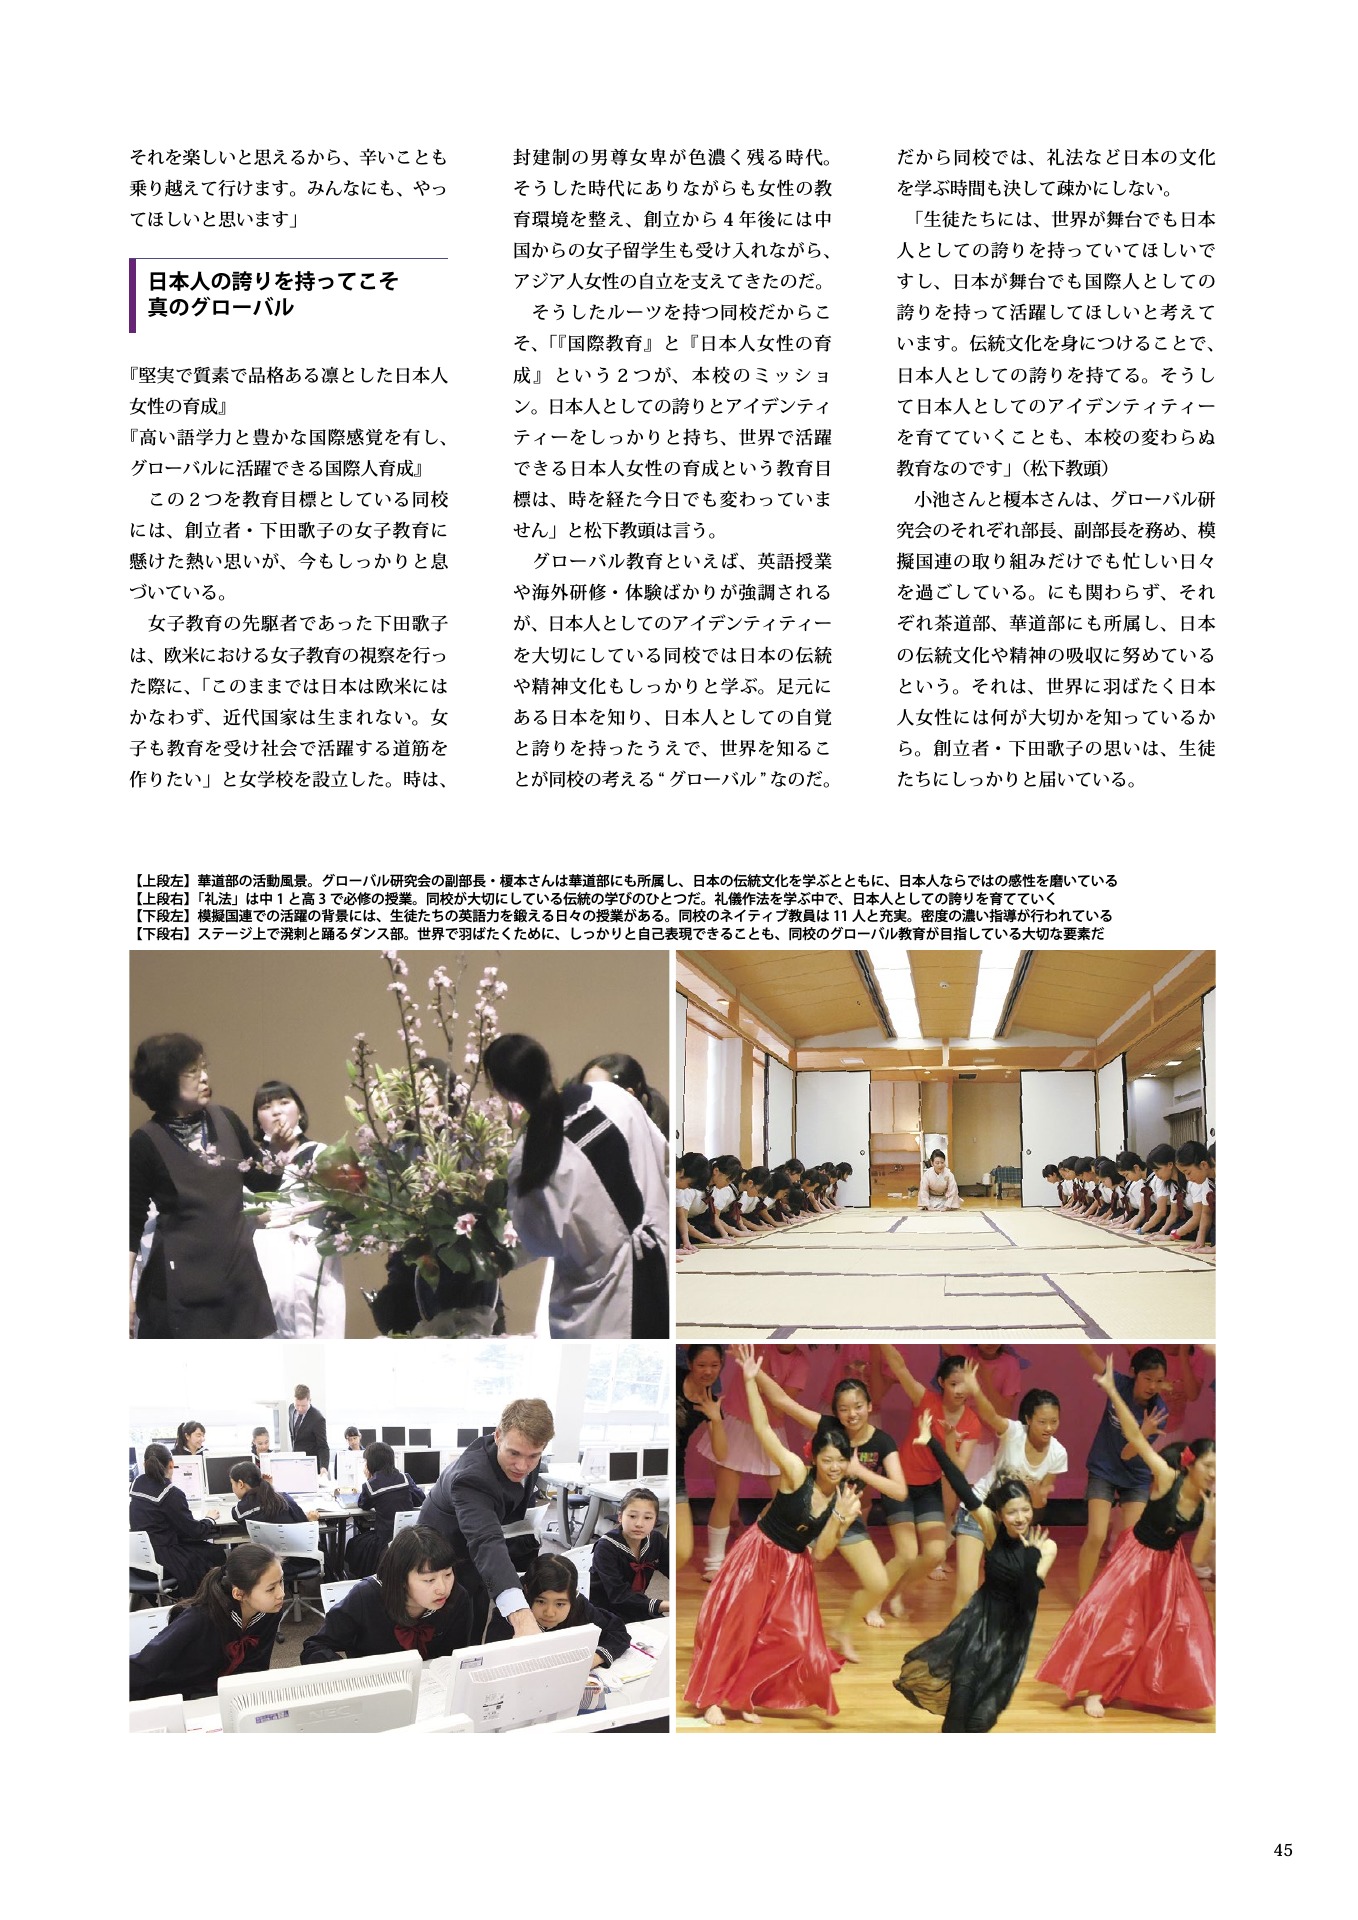 それを楽しいと思えるから、辛いことも
乗り越えて行けます。みんなにも、やっ
てほしいと思います」
日本人の誇りを持ってこそ
真のグローバル
『堅実で質素で品格ある凛とした日本人
女性の育成』
『高い語学力と豊かな国際感覚を有し、
グローバルに活躍できる国際人育成』
　この２つを教育目標としている同校
には、創立者・下田歌子の女子教育に
懸けた熱い思いが、今もしっかりと息
づいている。
　女子教育の先駆者であった下田歌子
は、欧米における女子教育の視察を行っ
た際に、「このままでは日本は欧米には
かなわず、近代国家は生まれない。女
子も教育を受け社会で活躍する道筋を
作りたい」と女学校を設立した。時は、
封建制の男尊女卑が色濃く残る時代。
そうした時代にありながらも女性の教
育環境を整え、創立から 4 年後には中
国からの女子留学生も受け入れながら、
アジア人女性の自立を支えてきたのだ。
　そうしたルーツを持つ同校だからこ
そ、「『国際教育』と『日本人女性の育
成』という２つが、本校のミッショ
ン。日本人としての誇りとアイデンティ
ティーをしっかりと持ち、世界で活躍
できる日本人女性の育成という教育目
標は、時を経た今日でも変わっていま
せん」と松下教頭は言う。
　グローバル教育といえば、英語授業
や海外研修・体験ばかりが強調される
が、日本人としてのアイデンティティー
を大切にしている同校では日本の伝統
や精神文化もしっかりと学ぶ。足元に
ある日本を知り、日本人としての自覚
と誇りを持ったうえで、世界を知るこ
とが同校の考える“グローバル”なのだ。
だから同校では、礼法など日本の文化
を学ぶ時間も決して疎かにしない。
　「生徒たちには、世界が舞台でも日本
人としての誇りを持っていてほしいで
すし、日本が舞台でも国際人としての
誇りを持って活躍してほしいと考えて
います。伝統文化を身につけることで、
日本人としての誇りを持てる。そうし
て日本人としてのアイデンティティー
を育てていくことも、本校の変わらぬ
教育なのです」（松下教頭）
　小池さんと榎本さんは、グローバル研
究会のそれぞれ部長、副部長を務め、模
擬国連の取り組みだけでも忙しい日々
を過ごしている。にも関わらず、それ
ぞれ茶道部、華道部にも所属し、日本
の伝統文化や精神の吸収に努めている
という。それは、世界に羽ばたく日本
人女性には何が大切かを知っているか
ら。創立者・下田歌子の思いは、生徒
たちにしっかりと届いている。
【上段左】華道部の活動風景。グローバル研究会の副部長・榎本さんは華道部にも所属し、日本の伝統文化を学ぶとともに、日本人ならではの感性を磨いている
【上段右】「礼法」は中 1 と高 3 で必修の授業。同校が大切にしている伝統の学びのひとつだ。礼儀作法を学ぶ中で、日本人としての誇りを育てていく
【下段左】模擬国連での活躍の背景には、生徒たちの英語力を鍛える日々の授業がある。同校のネイティブ教員は 11 人と充実。密度の濃い指導が行われている
【下段右】ステージ上で溌剌と踊るダンス部。世界で羽ばたくために、しっかりと自己表現できることも、同校のグローバル教育が目指している大切な要素だ
NEC
45